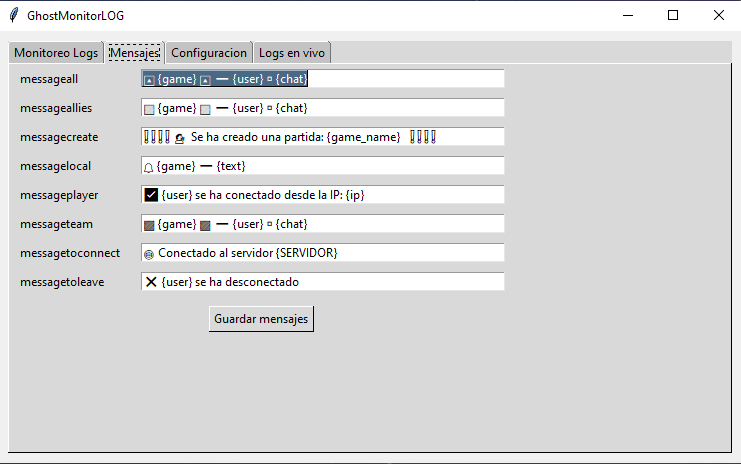 GhostMonitorLOG
Monitoreo Logs Mensajes Configuracion Logs en vivo
messageall 🔼 {game} 🔼 — {user} ¤ {chat}
messageallies ⬜ {game} ⬜ — {user} ¤ {chat}
messagecreate Se ha creado una partida: {game_name}
messagelocal 🔔 {game} — {text}
messageplayer ✅ {user} se ha conectado desde la IP: {ip}
messageteam {game} — {user} ¤ {chat}
messagetoconnect 🌐 Conectado al servidor {SERVIDOR}
messagetoleave ❌ {user} se ha desconectado
Guardar mensajes